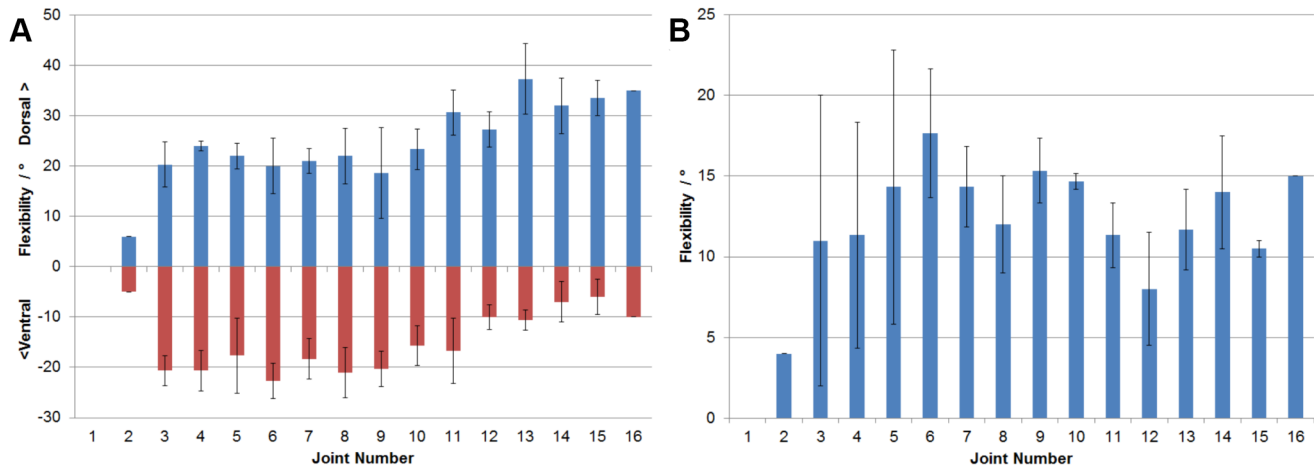 A
50
40
30
20
10
0
-10
-20
-30
Flexibility / ° Dorsal >
<Ventral
1 2 3 4 5 6 7 8 9 10 11 12 13 14 15 16
Joint Number
B
25
20
15
10
5
0
Flexibility / °
1 2 3 4 5 6 7 8 9 10 11 12 13 14 15 16
Joint Number